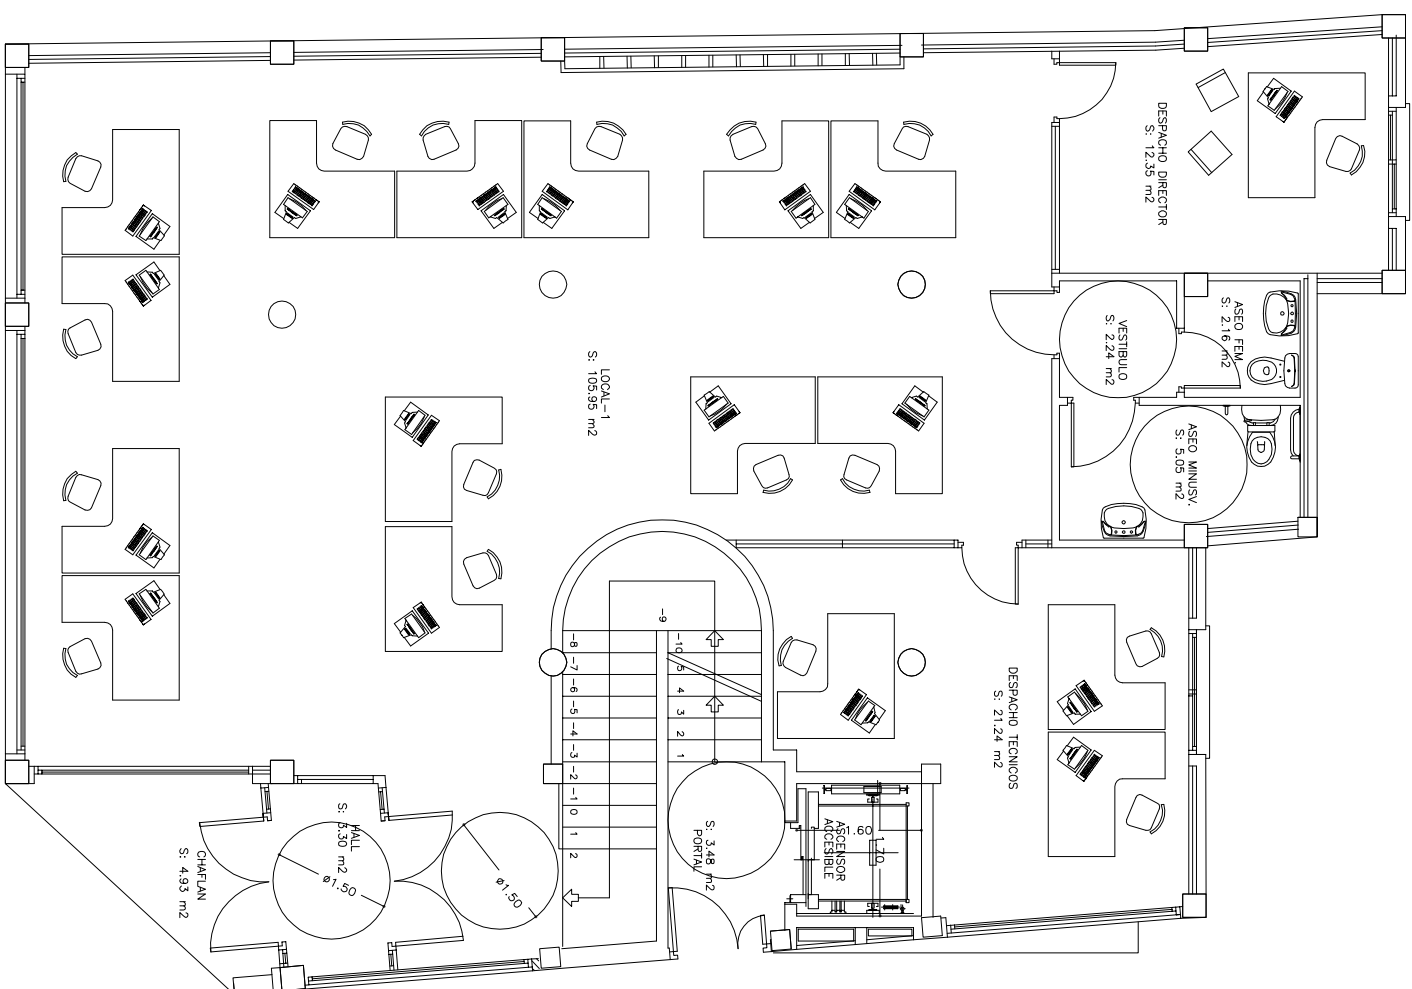 DESPACHO DIRECTOR
S: 12.35 m2
ASEO FEM
S: 2.16 m2
VESTIBULO
S: 2.24 m2
LOCAL-1
S: 105.95 m2
ASEO MINUSV.
S: 5.05 m2
DESPACHO TECNICOS
S: 21.24 m2
-9
-8
-7
-6
-5
-4
-3
-2
-1
0
1
2
-10
5
4
3
2
1
ASCENSOR
ACCESIBLE
1.60
1.70
PORTAL
S: 3.48 m2
HALL
S: 3.30 m2
ø1.50
ø1.50
CHAFLAN
S: 4.93 m2